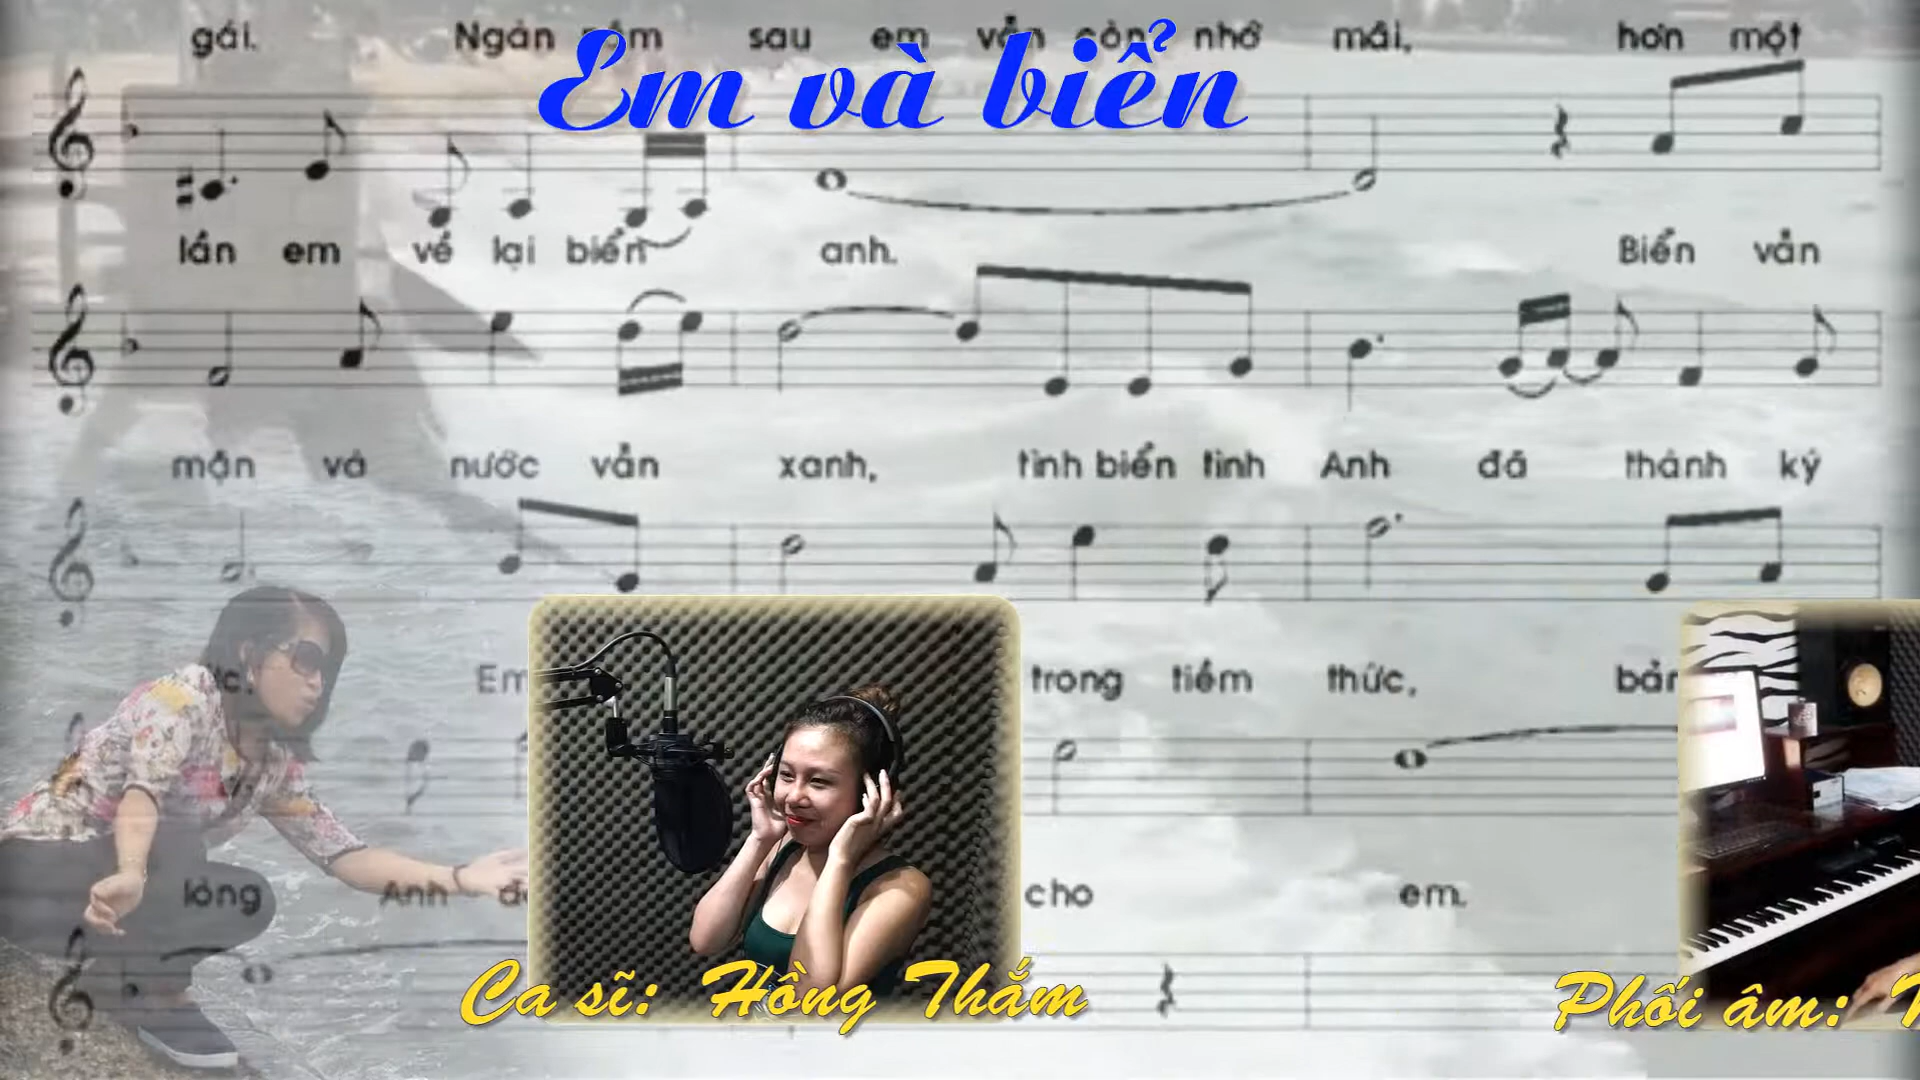 gái. Ngàn năm sau em vẫn còn nhớ mãi, hơn một
Em và biển
lần em về lại biển anh. Biển vẫn
mặn và nước vẫn xanh, tình biển tình Anh đã thành ký
Em trong tiềm thức, bản
lòng Anh cho em.
Ca sĩ: Hồng Thắm
Phối âm: